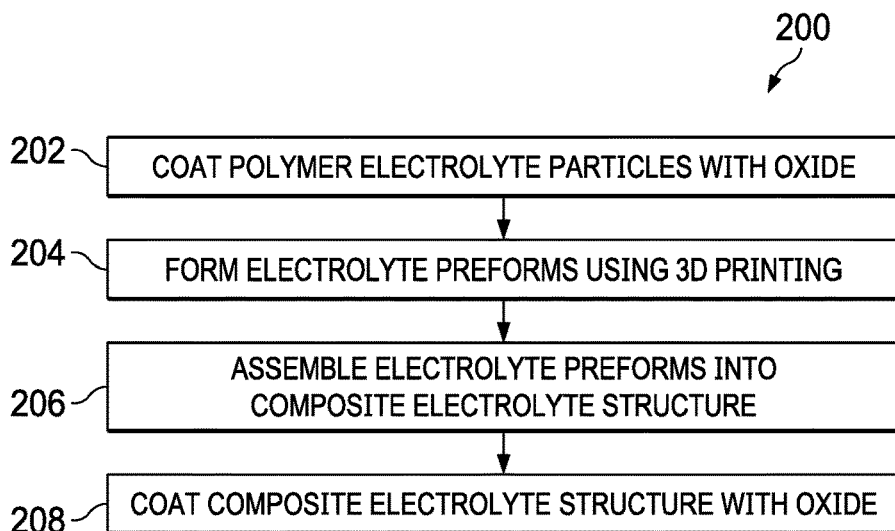 200
202
COAT POLYMER ELECTROLYTE PARTICLES WITH OXIDE
204
FORM ELECTROLYTE PREFORMS USING 3D PRINTING
206
ASSEMBLE ELECTROLYTE PREFORMS INTO
COMPOSITE ELECTROLYTE STRUCTURE
208
COAT COMPOSITE ELECTROLYTE STRUCTURE WITH OXIDE